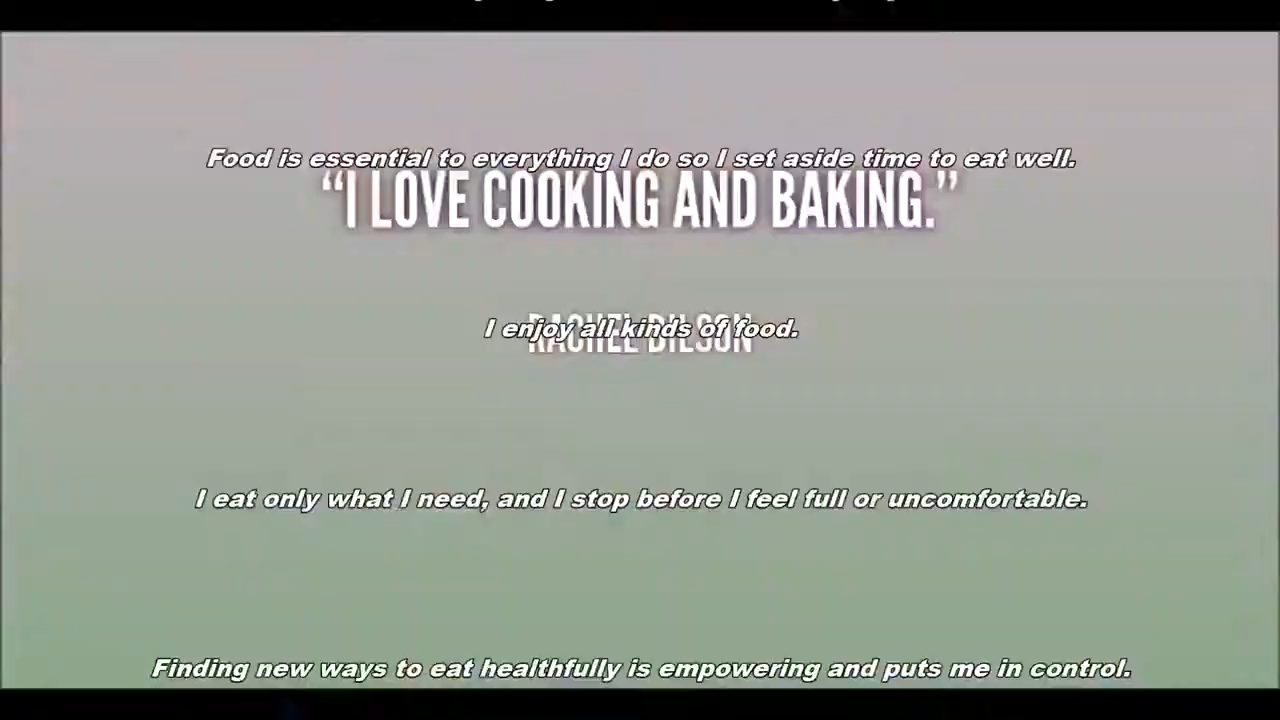 Food is essential to everything I do so I set aside time to eat well.
“I LOVE COOKING AND BAKING.”
I enjoy all kinds of food.
RACHEL BILSON
I eat only what I need, and I stop before I feel full or uncomfortable.
Finding new ways to eat healthfully is empowering and puts me in control.